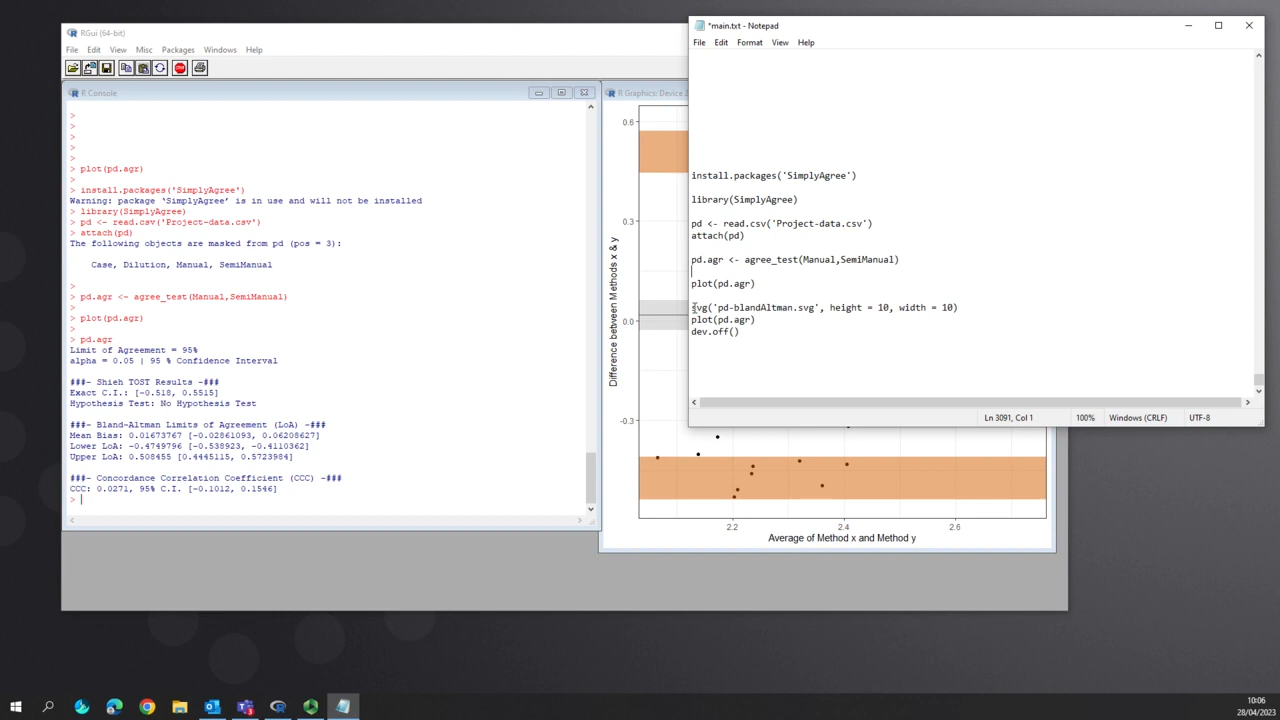 RGui (64-bit)
File Edit View Misc Packages Windows Help
STOP
R Console
>
>
>
>
>
> plot(pd.agr)
>
> install.packages('SimplyAgree')
Warning: package ‘SimplyAgree’ is in use and will not be installed
> library(SimplyAgree)
> pd <- read.csv('Project-data.csv')
> attach(pd)
The following objects are masked from pd (pos = 3):
Case, Dilution, Manual, SemiManual
>
> pd.agr <- agree_test(Manual,SemiManual)
>
> plot(pd.agr)
>
> pd.agr
Limit of Agreement = 95%
alpha = 0.05 | 95 % Confidence Interval
###- Shieh TOST Results -###
Exact C.I.: [-0.518, 0.5515]
Hypothesis Test: No Hypothesis Test
###- Bland-Altman Limits of Agreement (LoA) -###
Mean Bias: 0.01673767 [-0.02861093, 0.06208627]
Lower LoA: -0.4749796 [-0.538923, -0.4110362]
Upper LoA: 0.508455 [0.4445115, 0.5723984]
###- Concordance Correlation Coefficient (CCC) -###
CCC: 0.0271, 95% C.I. [-0.1012, 0.1546]
>
R Graphics: Device
0.6
0.3
0.0
-0.3
Difference between Methods x & y
2.2 2.4 2.6
Average of Method x and Method y
*main.txt - Notepad
File Edit Format View Help
install.packages('SimplyAgree')
library(SimplyAgree)
pd <- read.csv('Project-data.csv')
attach(pd)
pd.agr <- agree_test(Manual,SemiManual)
plot(pd.agr)
svg('pd-blandAltman.svg', height = 10, width = 10)
plot(pd.agr)
dev.off()
Ln 3091, Col 1 100% Windows (CRLF) UTF-8
10:06
28/04/2023